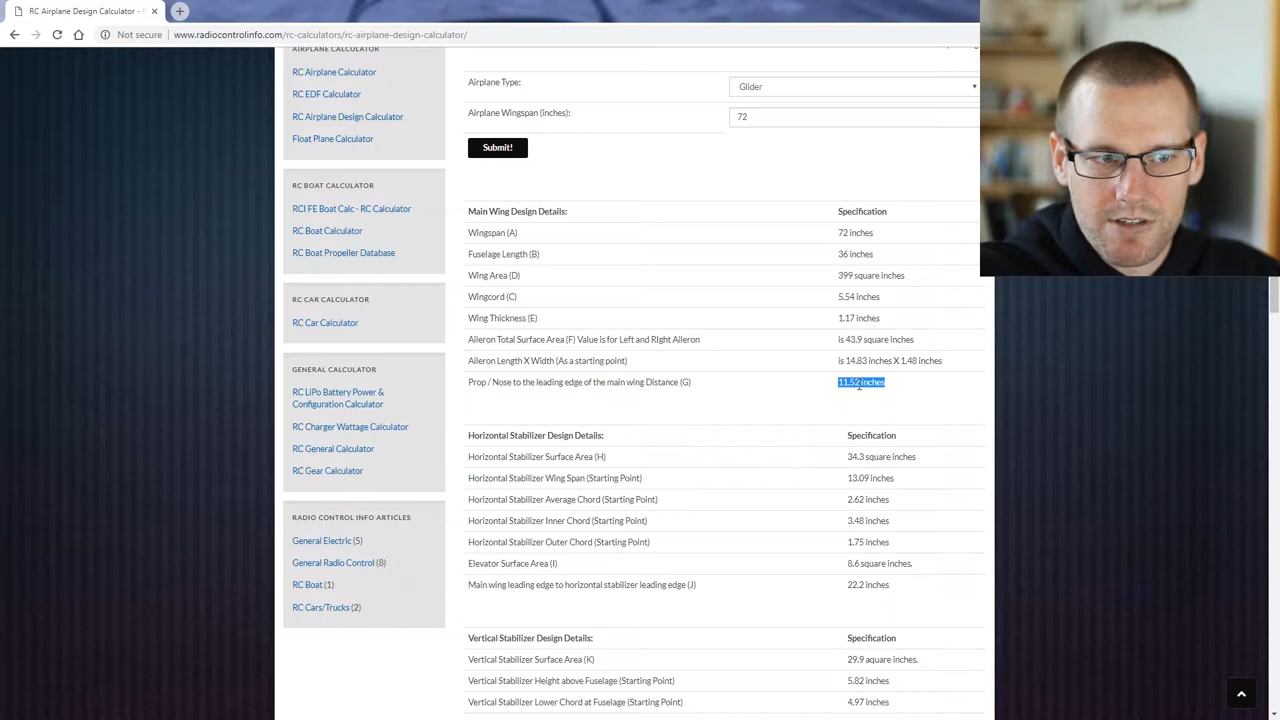 RC Airplane Design Calculator -
Not secure
www.radiocontrolinfo.com/rc-calculators/rc-airplane-design-calculator/
AIRPLANE CALCULATOR
RC Airplane Calculator
RC EDF Calculator
RC Airplane Design Calculator
Float Plane Calculator
RC BOAT CALCULATOR
RCI FE Boat Calc - RC Calculator
RC Boat Calculator
RC Boat Propeller Database
RC CAR CALCULATOR
RC Car Calculator
GENERAL CALCULATOR
RC LiPo Battery Power &
Configuration Calculator
RC Charger Wattage Calculator
RC General Calculator
RC Gear Calculator
RADIO CONTROL INFO ARTICLES
General Electric (5)
General Radio Control (8)
RC Boat (1)
RC Cars/Trucks (2)
Airplane Type: Glider
Airplane Wingspan (inches): 72
Submit!
Main Wing Design Details: Specification
Wingspan (A) 72 inches
Fuselage Length (B) 36 inches
Wing Area (D) 399 square inches
Wingcord (C) 5.54 inches
Wing Thickness (E) 1.17 inches
Aileron Total Surface Area (F) Value is for Left and RIght Aileron is 43.9 square inches
Aileron Length X Width (As a starting point) is 14.83 inches X 1.48 inches
Prop / Nose to the leading edge of the main wing Distance (G) 11.52 inches
Horizontal Stabilizer Design Details: Specification
Horizontal Stabilizer Surface Area (H) 34.3 square inches
Horizontal Stabilizer Wing Span (Starting Point) 13.09 inches
Horizontal Stabilizer Average Chord (Starting Point) 2.62 inches
Horizontal Stabilizer Inner Chord (Starting Point) 3.48 inches
Horizontal Stabilizer Outer Chord (Starting Point) 1.75 inches
Elevator Surface Area (I) 8.6 square inches.
Main wing leading edge to horizontal stabilizer leading edge (J) 22.2 inches
Vertical Stabilizer Design Details: Specification
Vertical Stabilizer Surface Area (K) 29.9 aquare inches.
Vertical Stabilizer Height above Fuselage (Starting Point) 5.82 inches
Vertical Stabilizer Lower Chord at Fuselage (Starting Point) 4.97 inches